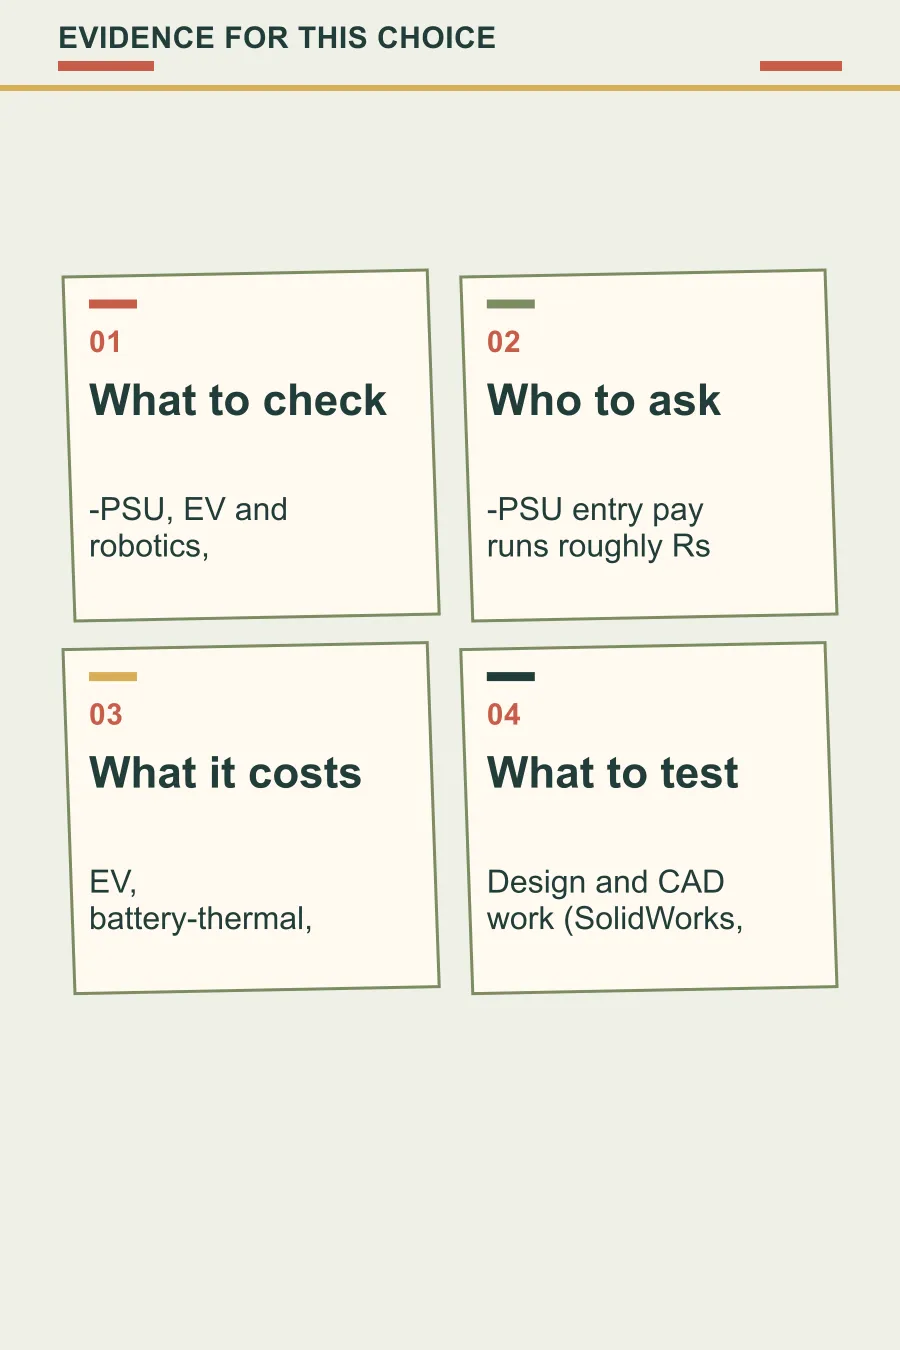 EVIDENCE FOR THIS CHOICE
01
What to check
-PSU, EV and
robotics,
02
Who to ask
-PSU entry pay
runs roughly Rs
03
What it costs
EV,
battery-thermal,
04
What to test
Design and CAD
work (SolidWorks,